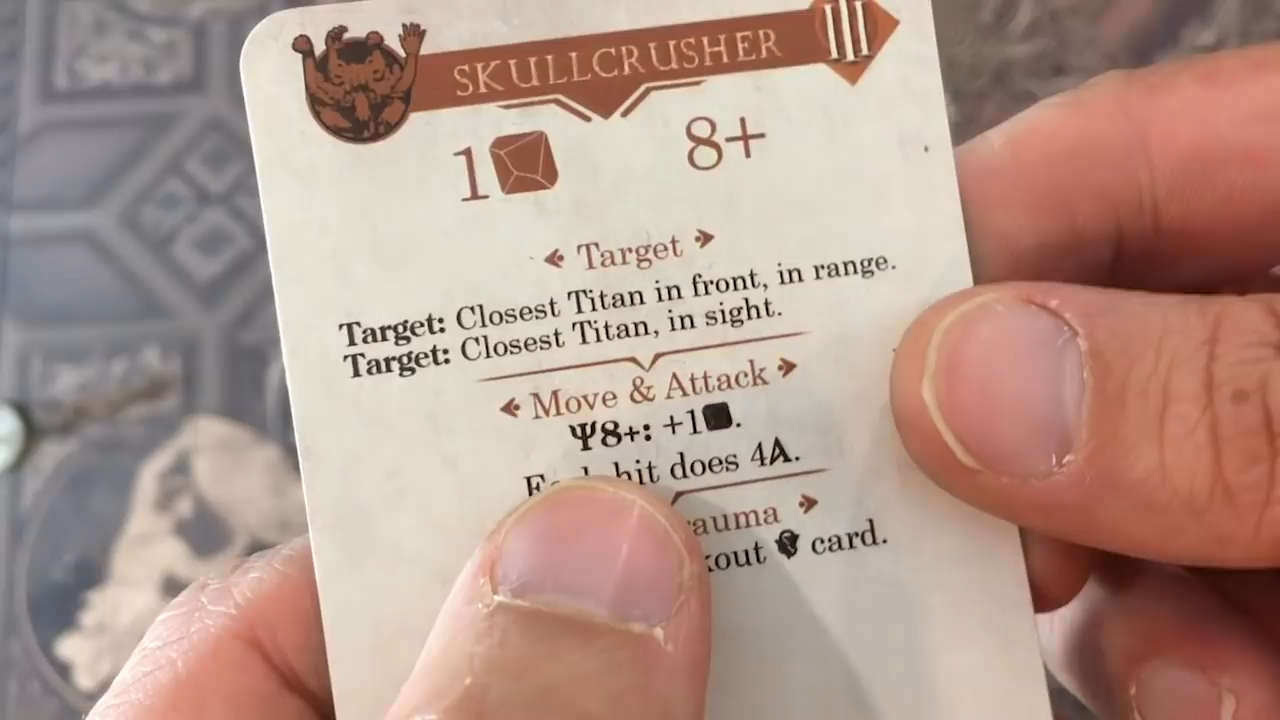 SKULLCRUSHER III
1 8+
Target
Target: Closest Titan in front, in range.
Target: Closest Titan, in sight.
Move & Attack
Ψ8+: +1.
hit does 4A.
card.